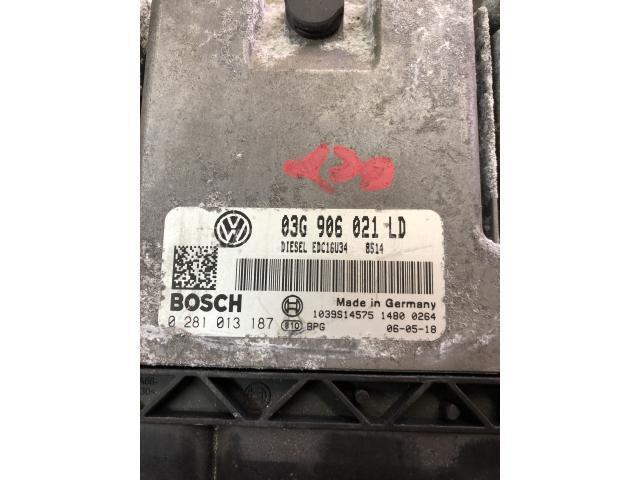 03G 906 021 LD
DIESEL EDC16U34 8514
BOSCH
Made in Germany
0 281 013 187
1039S14575 1480 0264
010 BPG
06-05-18